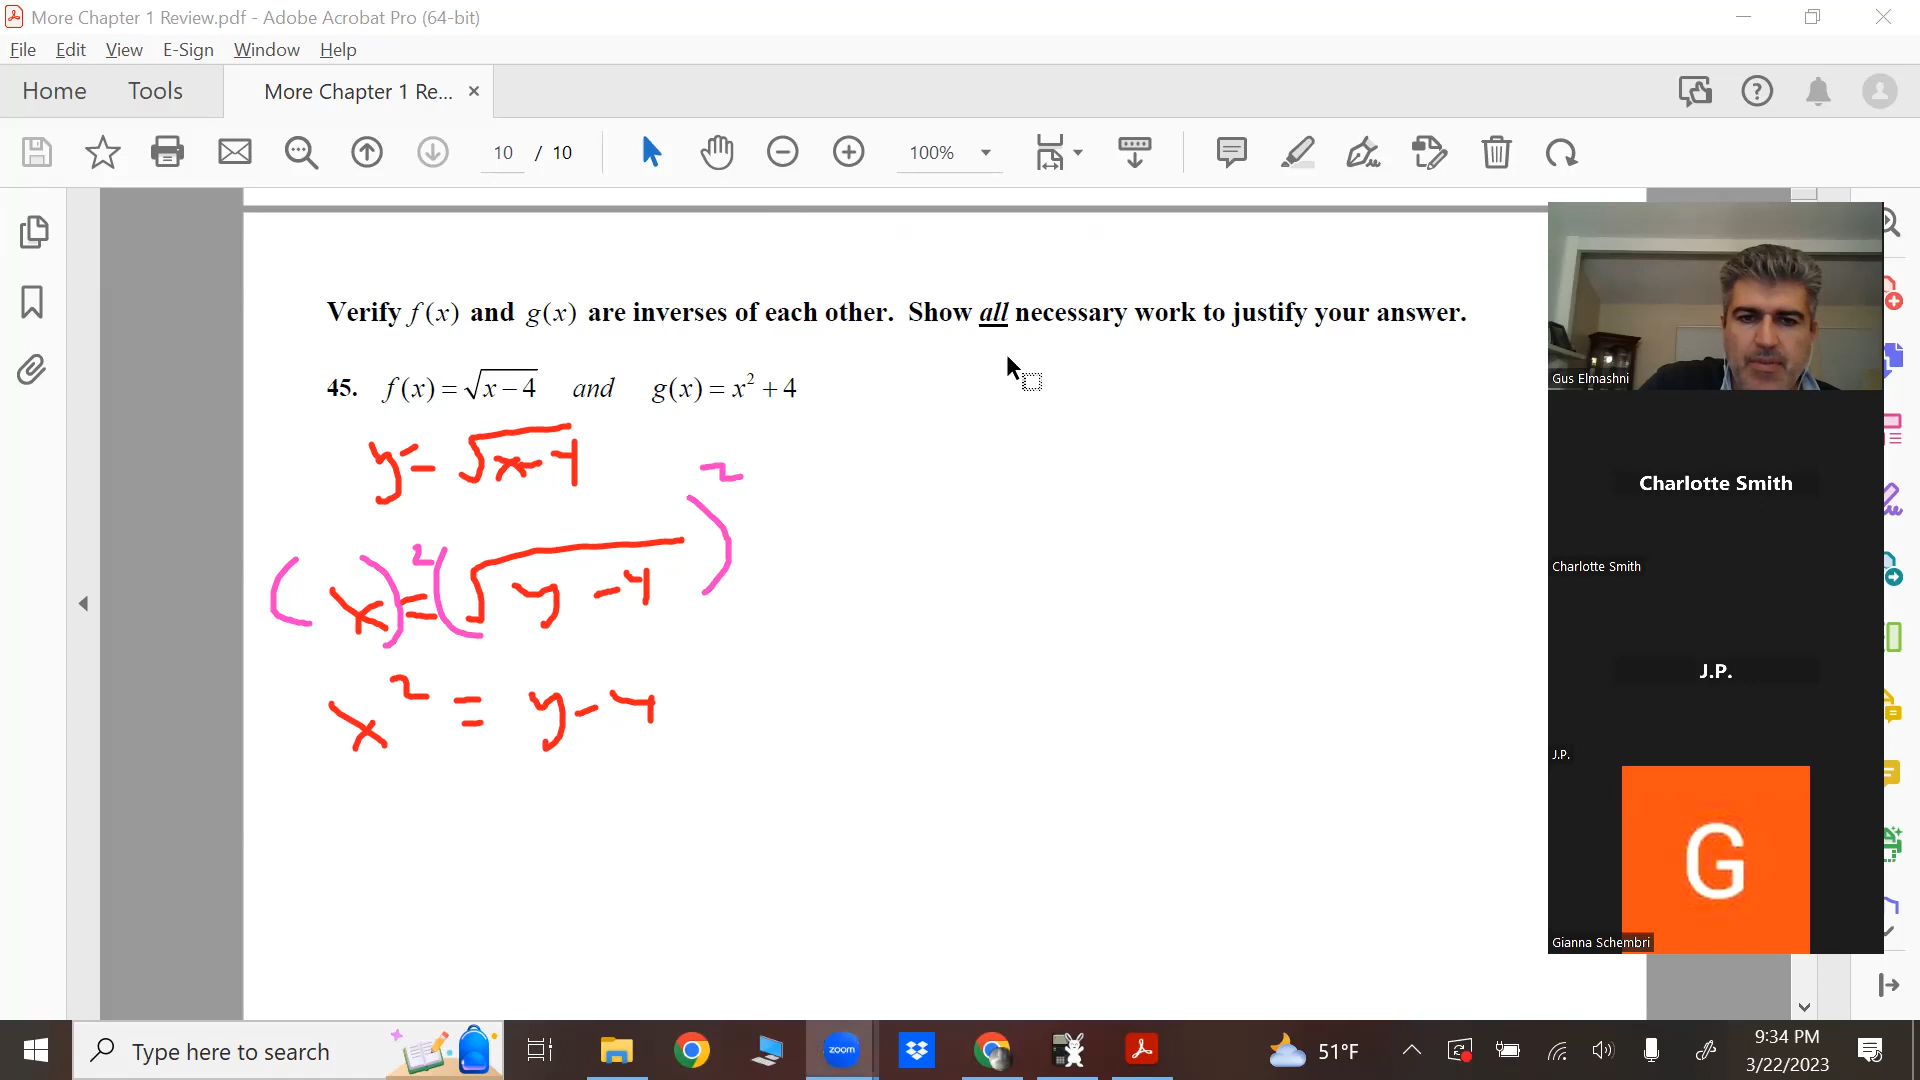 More Chapter 1 Review.pdf - Adobe Acrobat Pro (64-bit)
File Edit View E-Sign Window Help
Home Tools More Chapter 1 Re... ×
10 / 10 100%
Verify f(x) and g(x) are inverses of each other. Show all necessary work to justify your answer.
45. f(x) = √(x − 4) and g(x) = x² + 4
y = √(x-4)
(x)² = (√(y - 4))²
x² = y - 4
Gus Elmashni
Charlotte Smith
Charlotte Smith
J.P.
J.P.
G
Gianna Schembri
Type here to search
zoom
51°F
9:34 PM
3/22/2023